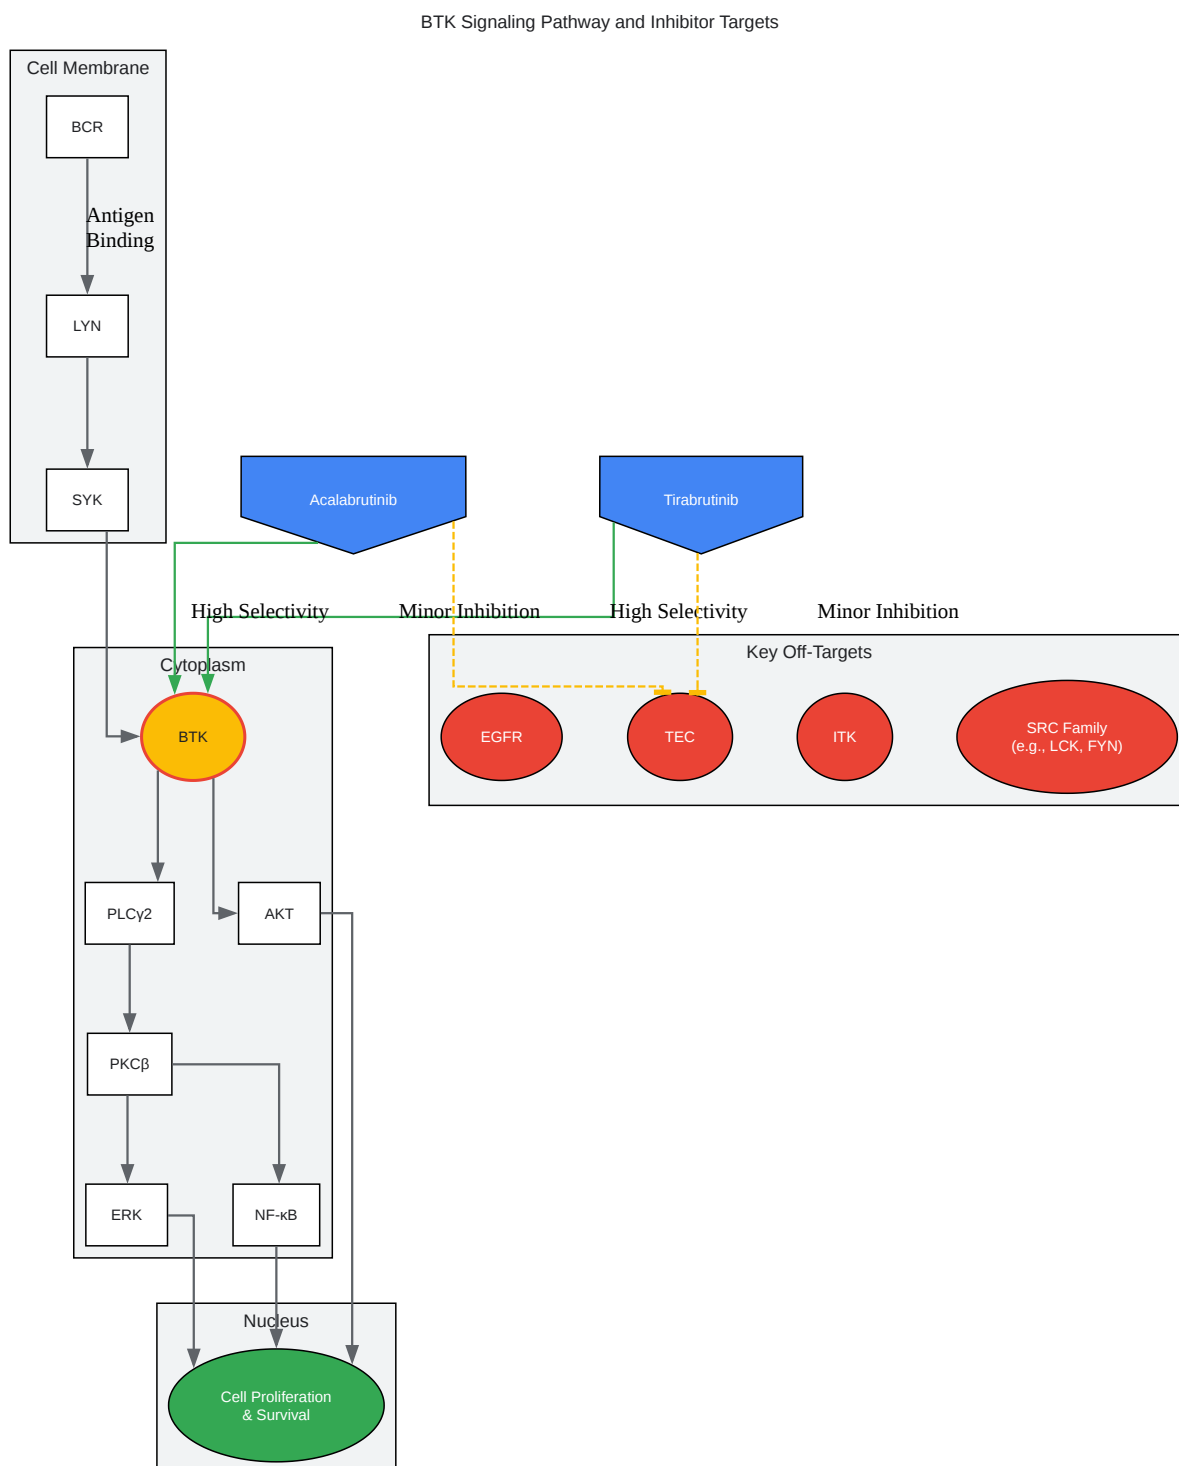 BTK Signaling Pathway and Inhibitor Targets
Cell Membrane
BCR
Antigen
Binding
LYN
SYK
Acalabrutinib
Tirabrutinib
High Selectivity
Minor Inhibition
High Selectivity
Minor Inhibition
Cytoplasm
Key Off-Targets
BTK
EGFR
TEC
ITK
SRC Family
(e.g., LCK, FYN)
PLCγ2
AKT
PKCβ
ERK
NF-κB
Nucleus
Cell Proliferation
& Survival